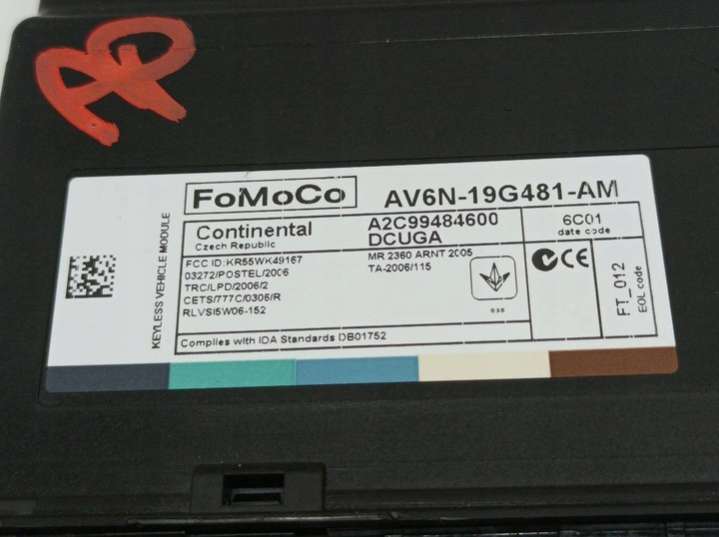 AP
FoMoCo AV6N-19G481-AM
Continental
Czech Republic
A2C99484600
DCUGA
6C01
date code
KEYLESS VEHICLE MODULE
FCC ID:KR55WK49167
03272/POSTEL/2006
TRC/LPD/2006/2
CETS/777C/0306/R
RLVSI5W06-152
MR 2360 ARNT 2005
TA-2006/115
CE
FT_012
EOL code
Complies with IDA Standards DB01752